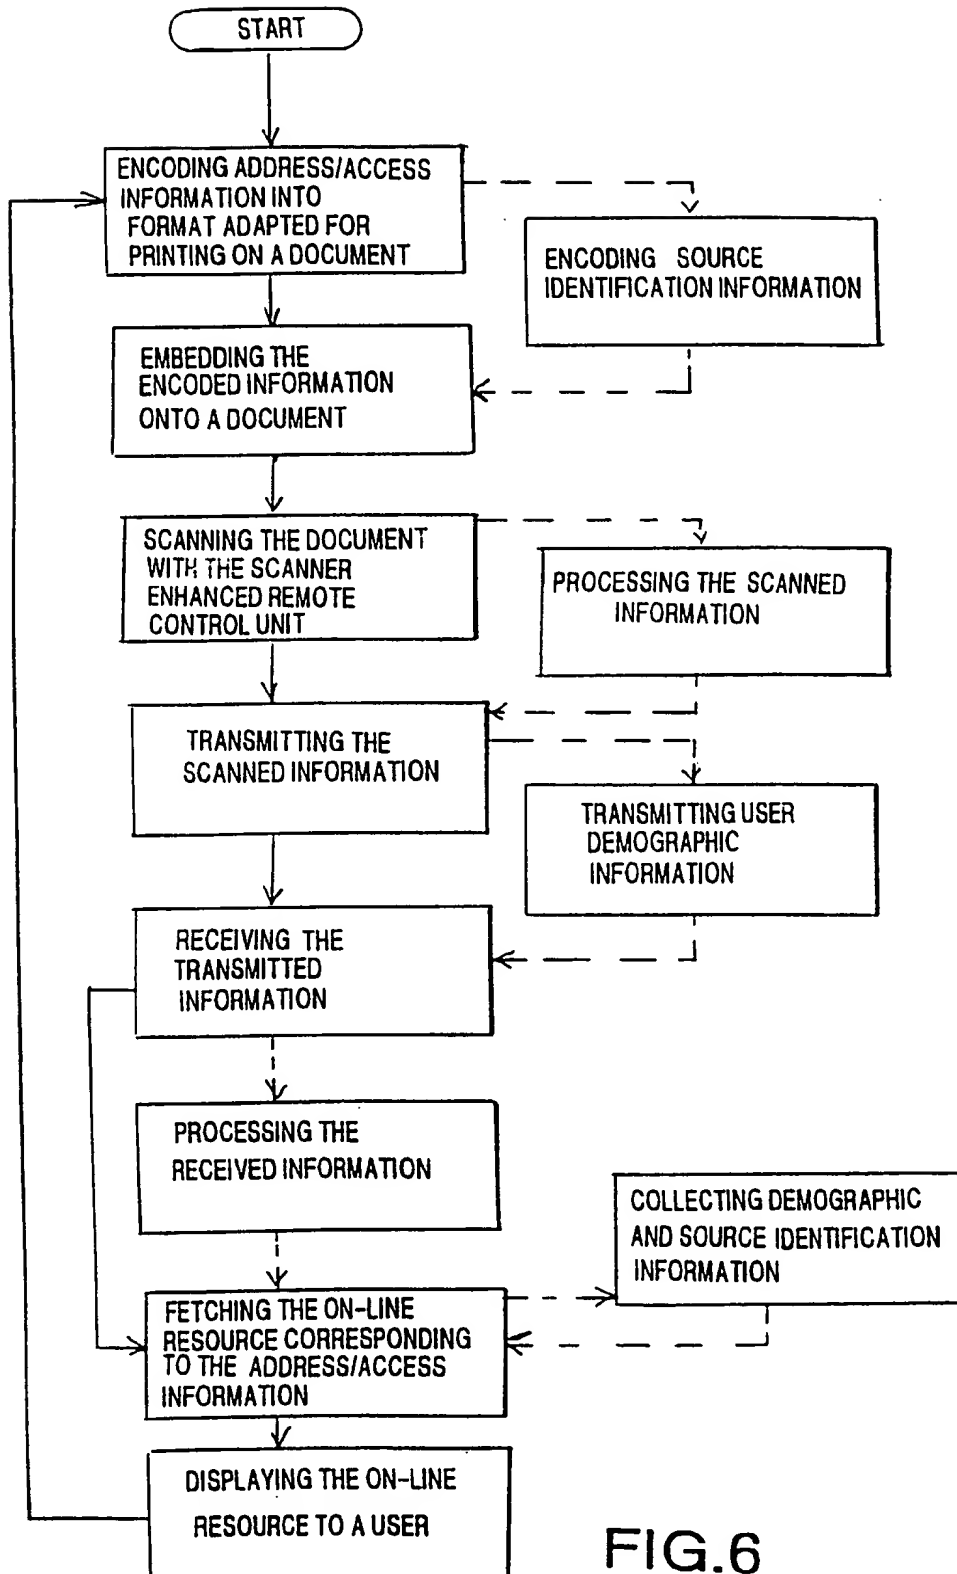 START
ENCODING ADDRESS/ACCESS
INFORMATION INTO
FORMAT ADAPTED FOR
PRINTING ON A DOCUMENT
ENCODING SOURCE
IDENTIFICATION INFORMATION
EMBEDDING THE
ENCODED INFORMATION
ONTO A DOCUMENT
SCANNING THE DOCUMENT
WITH THE SCANNER
ENHANCED REMOTE
CONTROL UNIT
PROCESSING THE SCANNED
INFORMATION
TRANSMITTING THE
SCANNED INFORMATION
TRANSMITTING USER
DEMOGRAPHIC
INFORMATION
RECEIVING THE
TRANSMITTED
INFORMATION
PROCESSING THE
RECEIVED INFORMATION
COLLECTING DEMOGRAPHIC
AND SOURCE IDENTIFICATION
INFORMATION
FETCHING THE ON-LINE
RESOURCE CORRESPONDING
TO THE ADDRESS/ACCESS
INFORMATION
DISPLAYING THE ON-LINE
RESOURCE TO A USER
FIG.6